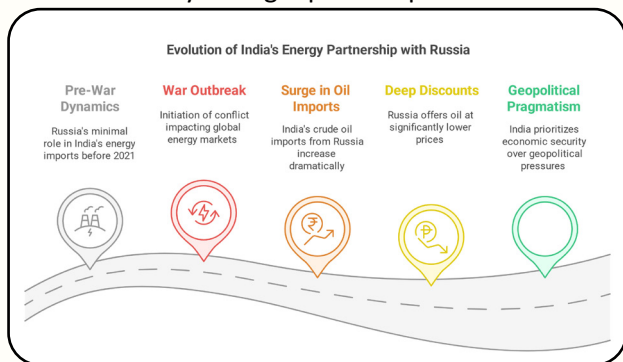 Evolution of India's Energy Partnership with Russia
Pre-War
Dynamics
Russia's minimal
role in India's energy
imports before 2021
War Outbreak
Initiation of conflict
impacting global
energy markets
Surge in Oil
Imports
India's crude oil
imports from Russia
increase
dramatically
Deep Discounts
Russia offers oil at
significantly lower
prices
Geopolitical
Pragmatism
India prioritizes
economic security
over geopolitical
pressures
₹
₱